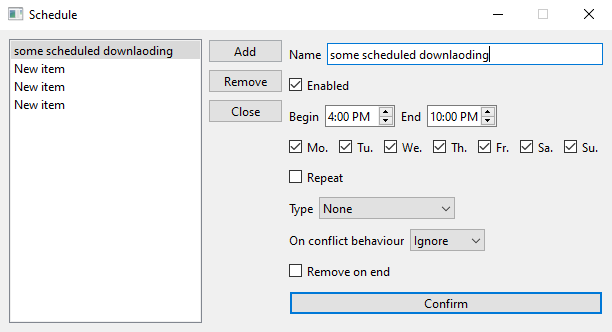 Schedule
some scheduled downlaoding
New item
New item
New item
Add
Remove
Close
Name some scheduled downlaoding
Enabled
Begin 4:00 PM End 10:00 PM
Mo. Tu. We. Th. Fr. Sa. Su.
Repeat
Type None
On conflict behaviour Ignore
Remove on end
Confirm